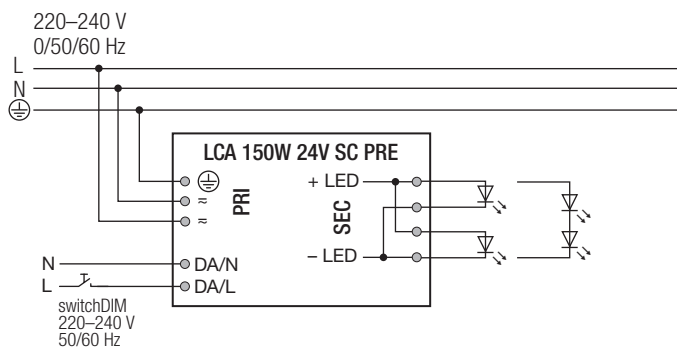 220–240 V
0/50/60 Hz
L
N
LCA 150W 24V SC PRE
+ LED
≂
PRI
SEC
≂
– LED
N
DA/N
L
DA/L
switchDIM
220–240 V
50/60 Hz